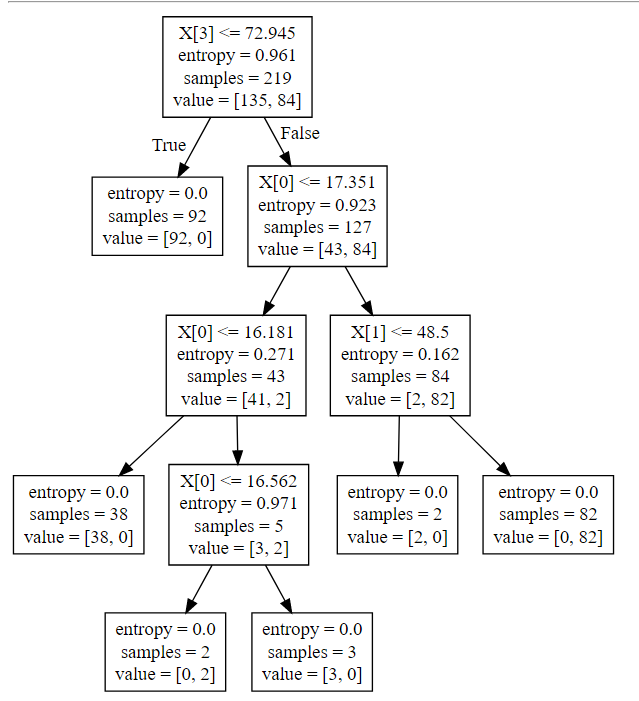 X[3] <= 72.945
entropy = 0.961
samples = 219
value = [135, 84]
True
False
entropy = 0.0
samples = 92
value = [92, 0]
X[0] <= 17.351
entropy = 0.923
samples = 127
value = [43, 84]
X[0] <= 16.181
entropy = 0.271
samples = 43
value = [41, 2]
X[1] <= 48.5
entropy = 0.162
samples = 84
value = [2, 82]
entropy = 0.0
samples = 38
value = [38, 0]
X[0] <= 16.562
entropy = 0.971
samples = 5
value = [3, 2]
entropy = 0.0
samples = 2
value = [2, 0]
entropy = 0.0
samples = 82
value = [0, 82]
entropy = 0.0
samples = 2
value = [0, 2]
entropy = 0.0
samples = 3
value = [3, 0]